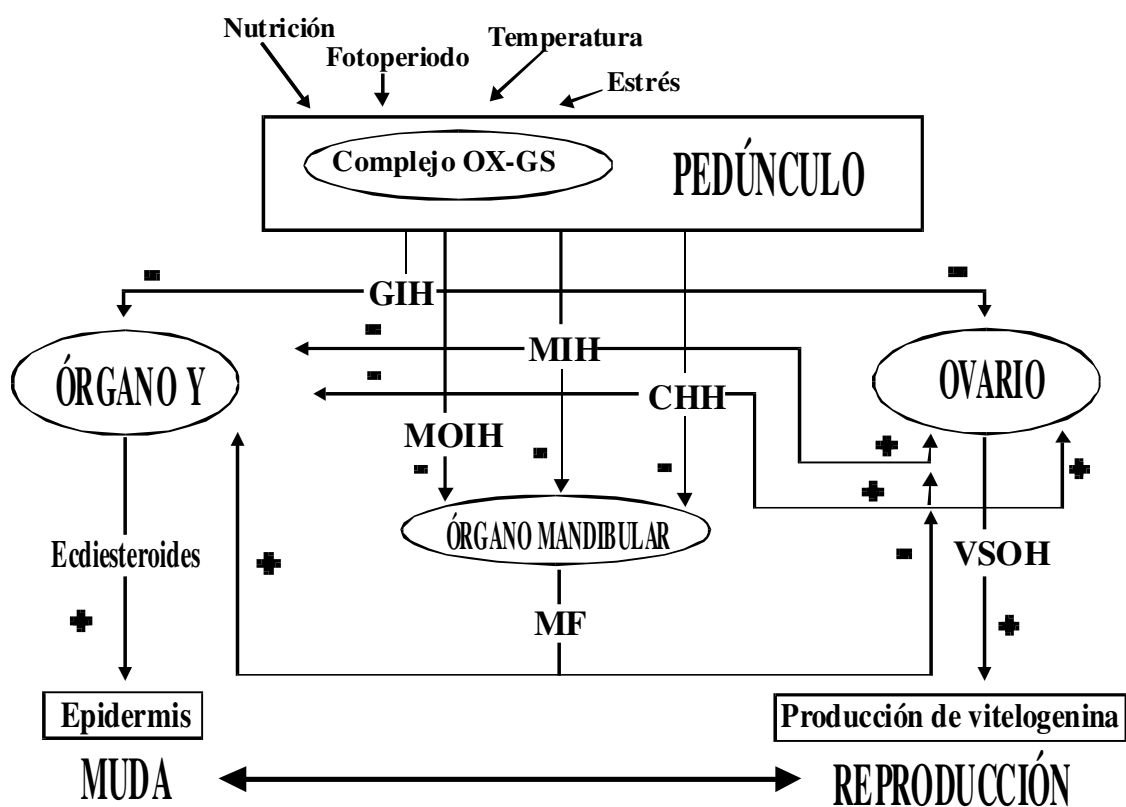 Nutrición
Fotoperiodo
Temperatura
Estrés
Complejo OX-GS
PEDÚNCULO
GIH
MIH
CHH
MOIH
ÓRGANO Y
OVARIO
ÓRGANO MANDIBULAR
Ecdiesteroides
VSOH
MF
Epidermis
Producción de vitelogenina
MUDA
REPRODUCCIÓN